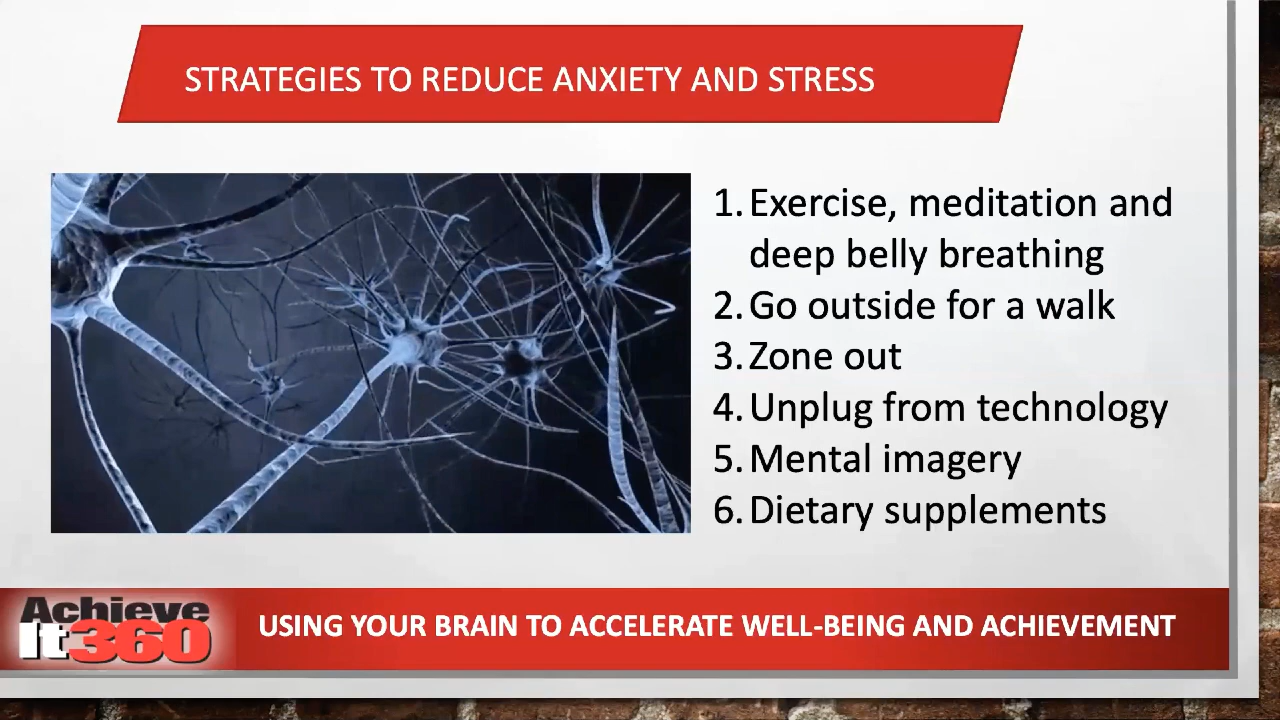 STRATEGIES TO REDUCE ANXIETY AND STRESS
1. Exercise, meditation and
deep belly breathing
2. Go outside for a walk
3. Zone out
4. Unplug from technology
5. Mental imagery
6. Dietary supplements
Achieve
It360
USING YOUR BRAIN TO ACCELERATE WELL-BEING AND ACHIEVEMENT